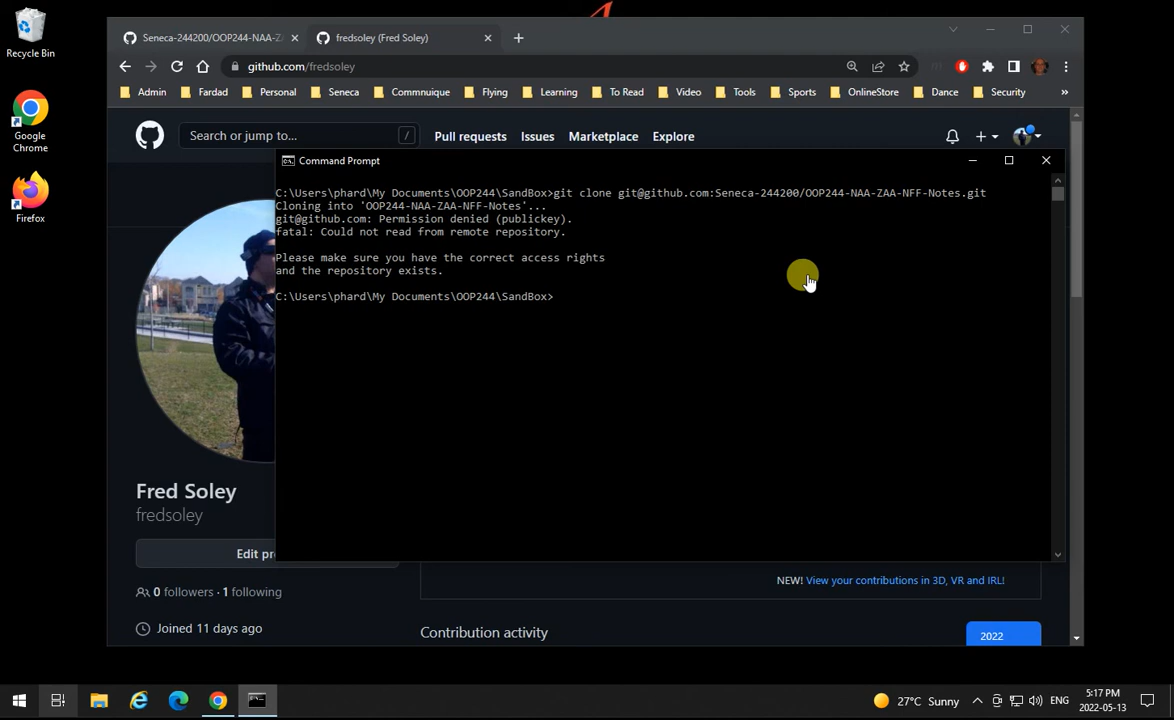 Recycle Bin
Google
Chrome
Firefox
Seneca-244200/OOP244-NAA-ZA
fredsoley (Fred Soley)
github.com/fredsoley
Admin
Fardad
Personal
Seneca
Commnuique
Flying
Learning
To Read
Video
Tools
Sports
OnlineStore
Dance
Security
»
Search or jump to...
/
Pull requests
Issues
Marketplace
Explore
Command Prompt
C:\Users\phard\My Documents\OOP244\SandBox>git clone git@github.com:Seneca-244200/OOP244-NAA-ZAA-NFF-Notes.git
Cloning into 'OOP244-NAA-ZAA-NFF-Notes'...
git@github.com: Permission denied (publickey).
fatal: Could not read from remote repository.
Please make sure you have the correct access rights
and the repository exists.
C:\Users\phard\My Documents\OOP244\SandBox>
Fred Soley
fredsoley
Edit pr
0 followers · 1 following
Joined 11 days ago
NEW! View your contributions in 3D, VR and IRL!
Contribution activity
2022
27°C Sunny
ENG
5:17 PM
2022-05-13